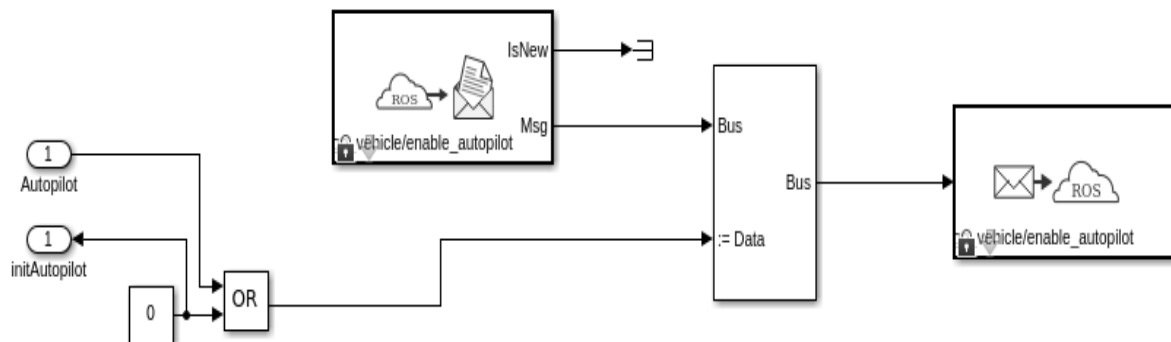 IsNew
ROS
Msg
vehicle/enable_autopilot
Bus
Bus
:= Data
ROS
vehicle/enable_autopilot
1
Autopilot
1
initAutopilot
0
OR